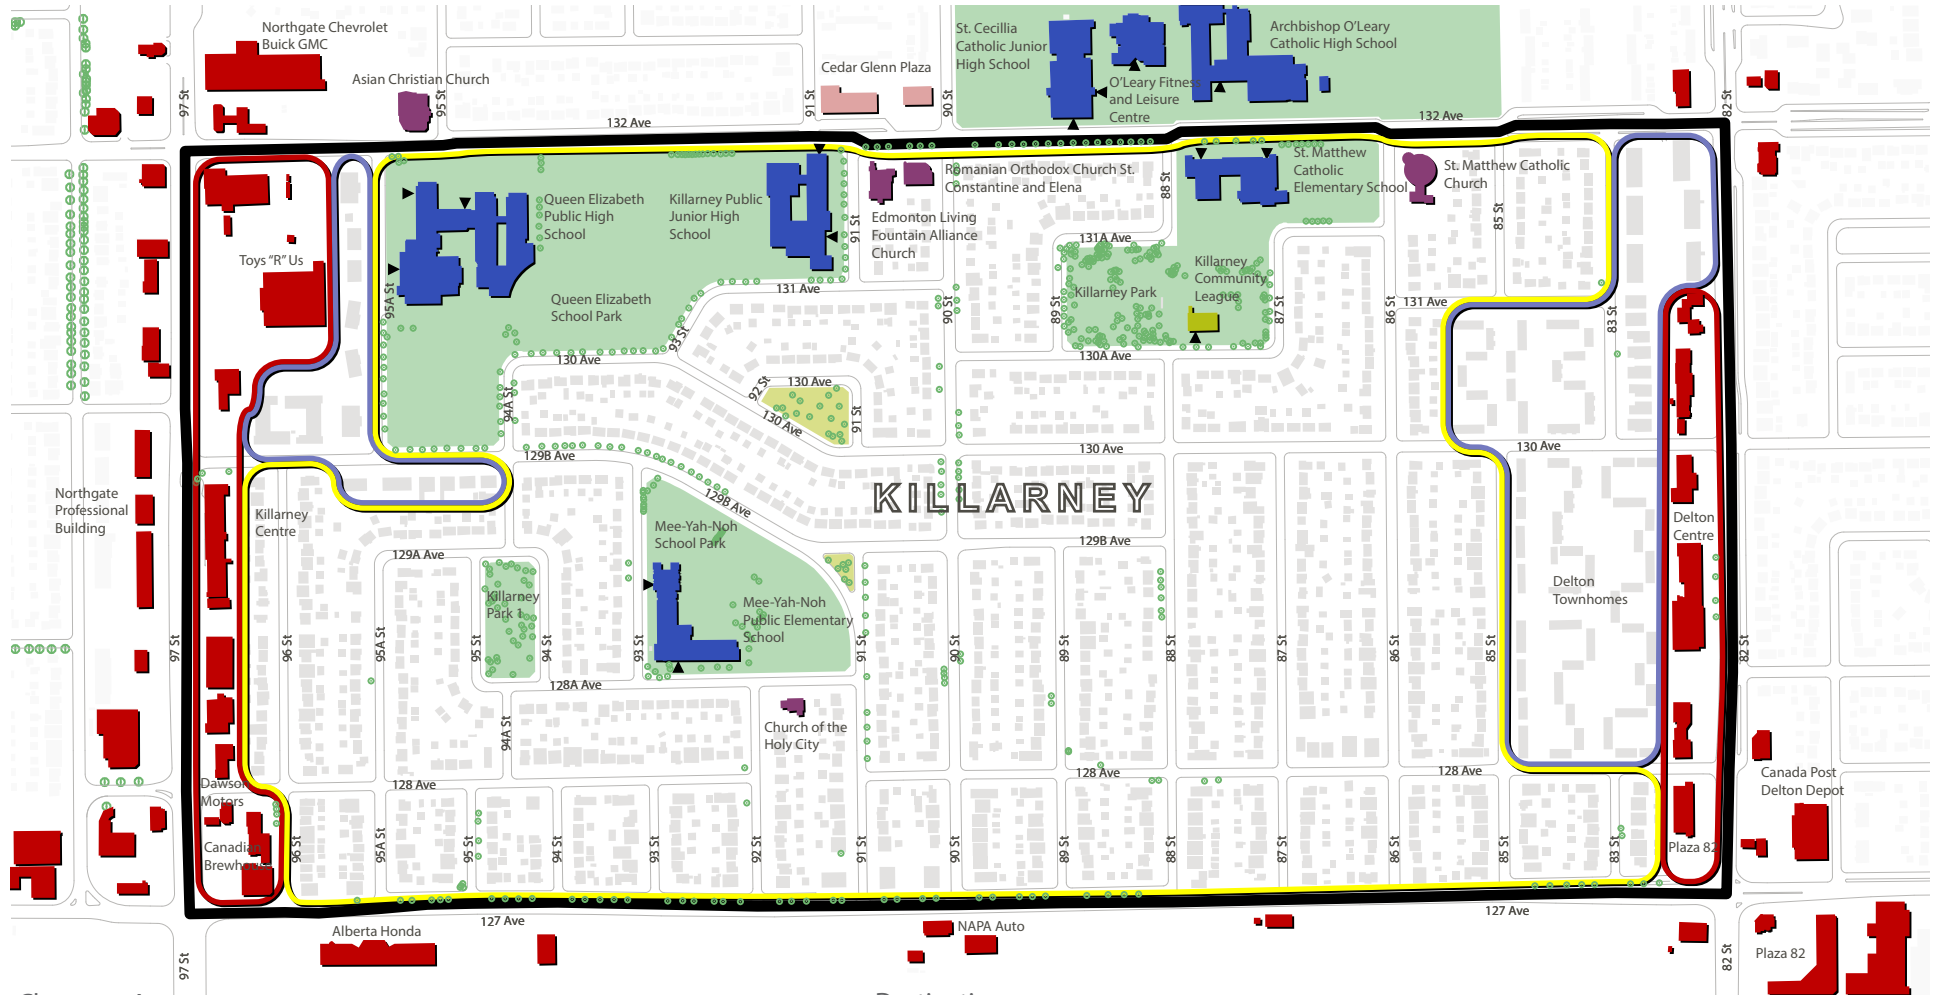 Northgate Chevrolet
Buick GMC
Asian Christian Church
Cedar Glenn Plaza
St. Cecillia
Catholic Junior
High School
Archbishop O'Leary
Catholic High School
O'Leary Fitness
and Leisure
Centre
97 St
95 St
91 St
90 St
82 St
132 Ave
132 Ave
Toys "R" Us
Queen Elizabeth
Public High
School
Killarney Public
Junior High
School
Romanian Orthodox Church St.
Constantine and Elena
Edmonton Living
Fountain Alliance
Church
St. Matthew
Catholic
Elementary School
St. Matthew Catholic
Church
88 St
85 St
91 St
131A Ave
95A St
Queen Elizabeth
School Park
131 Ave
93 St
90 St
89 St
Killarney Park
Killarney
Community
League
87 St
86 St
131 Ave
83 St
130 Ave
130A Ave
94A St
92 St
130 Ave
130 Ave
91 St
129B Ave
130 Ave
130 Ave
KILLARNEY
Northgate
Professional
Building
Killarney
Centre
129B Ave
Mee-Yah-Noh
School Park
Delton
Centre
129A Ave
129B Ave
Killarney
Park 1
Mee-Yah-Noh
Public Elementary
School
Delton
Townhomes
97 St
96 St
95A St
95 St
94 St
93 St
91 St
90 St
89 St
88 St
87 St
86 St
85 St
82 St
128A Ave
94A St
Church of the
Holy City
Dawson
Motors
128 Ave
128 Ave
128 Ave
Canada Post
Delton Depot
Canadian
Brewhouse
96 St
95A St
95 St
94 St
93 St
92 St
91 St
90 St
89 St
88 St
87 St
86 St
85 St
83 St
Plaza 82
127 Ave
127 Ave
Alberta Honda
NAPA Auto
97 St
82 St
Plaza 82